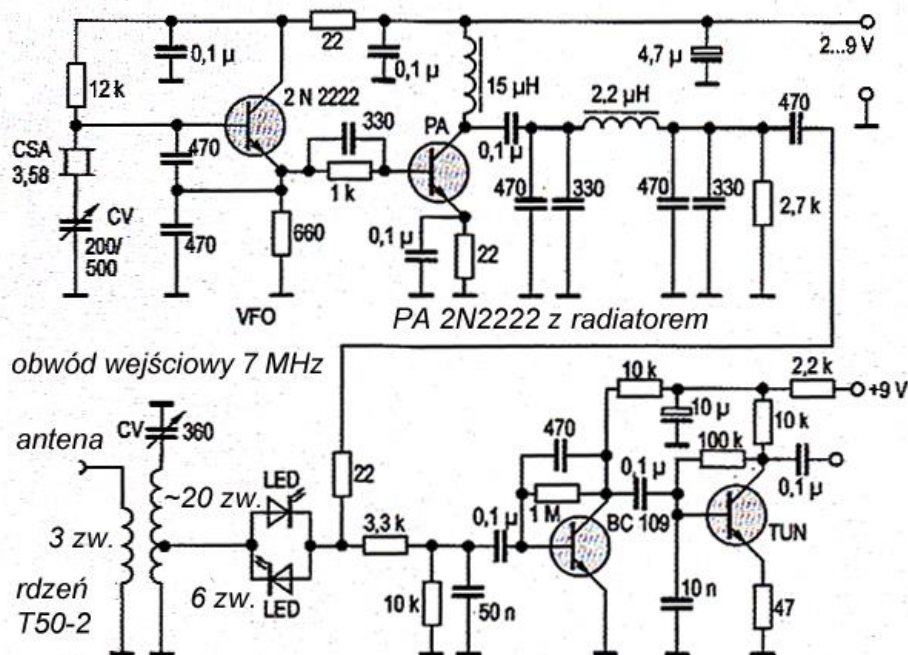 0,1 µ
22
0,1 µ
4,7 µ
2...9 V
12 k
2 N 2222
15 µH
2,2 µH
470
CSA
3,58
470
330
PA
0,1 µ
1 k
470
330
470
330
2,7 k
CV
200/
500
470
660
0,1 µ
22
VFO
PA 2N2222 z radiatorem
obwód wejściowy 7 MHz
10 k
2,2 k
+9 V
antena
CV
360
10 µ
10 k
470
100 k
~20 zw.
LED
22
0,1 µ
0,1 µ
3,3 k
0,1 µ
1 M
BC 109
TUN
3 zw.
rdzeń
T50-2
6 zw.
LED
10 k
50 n
10 n
47